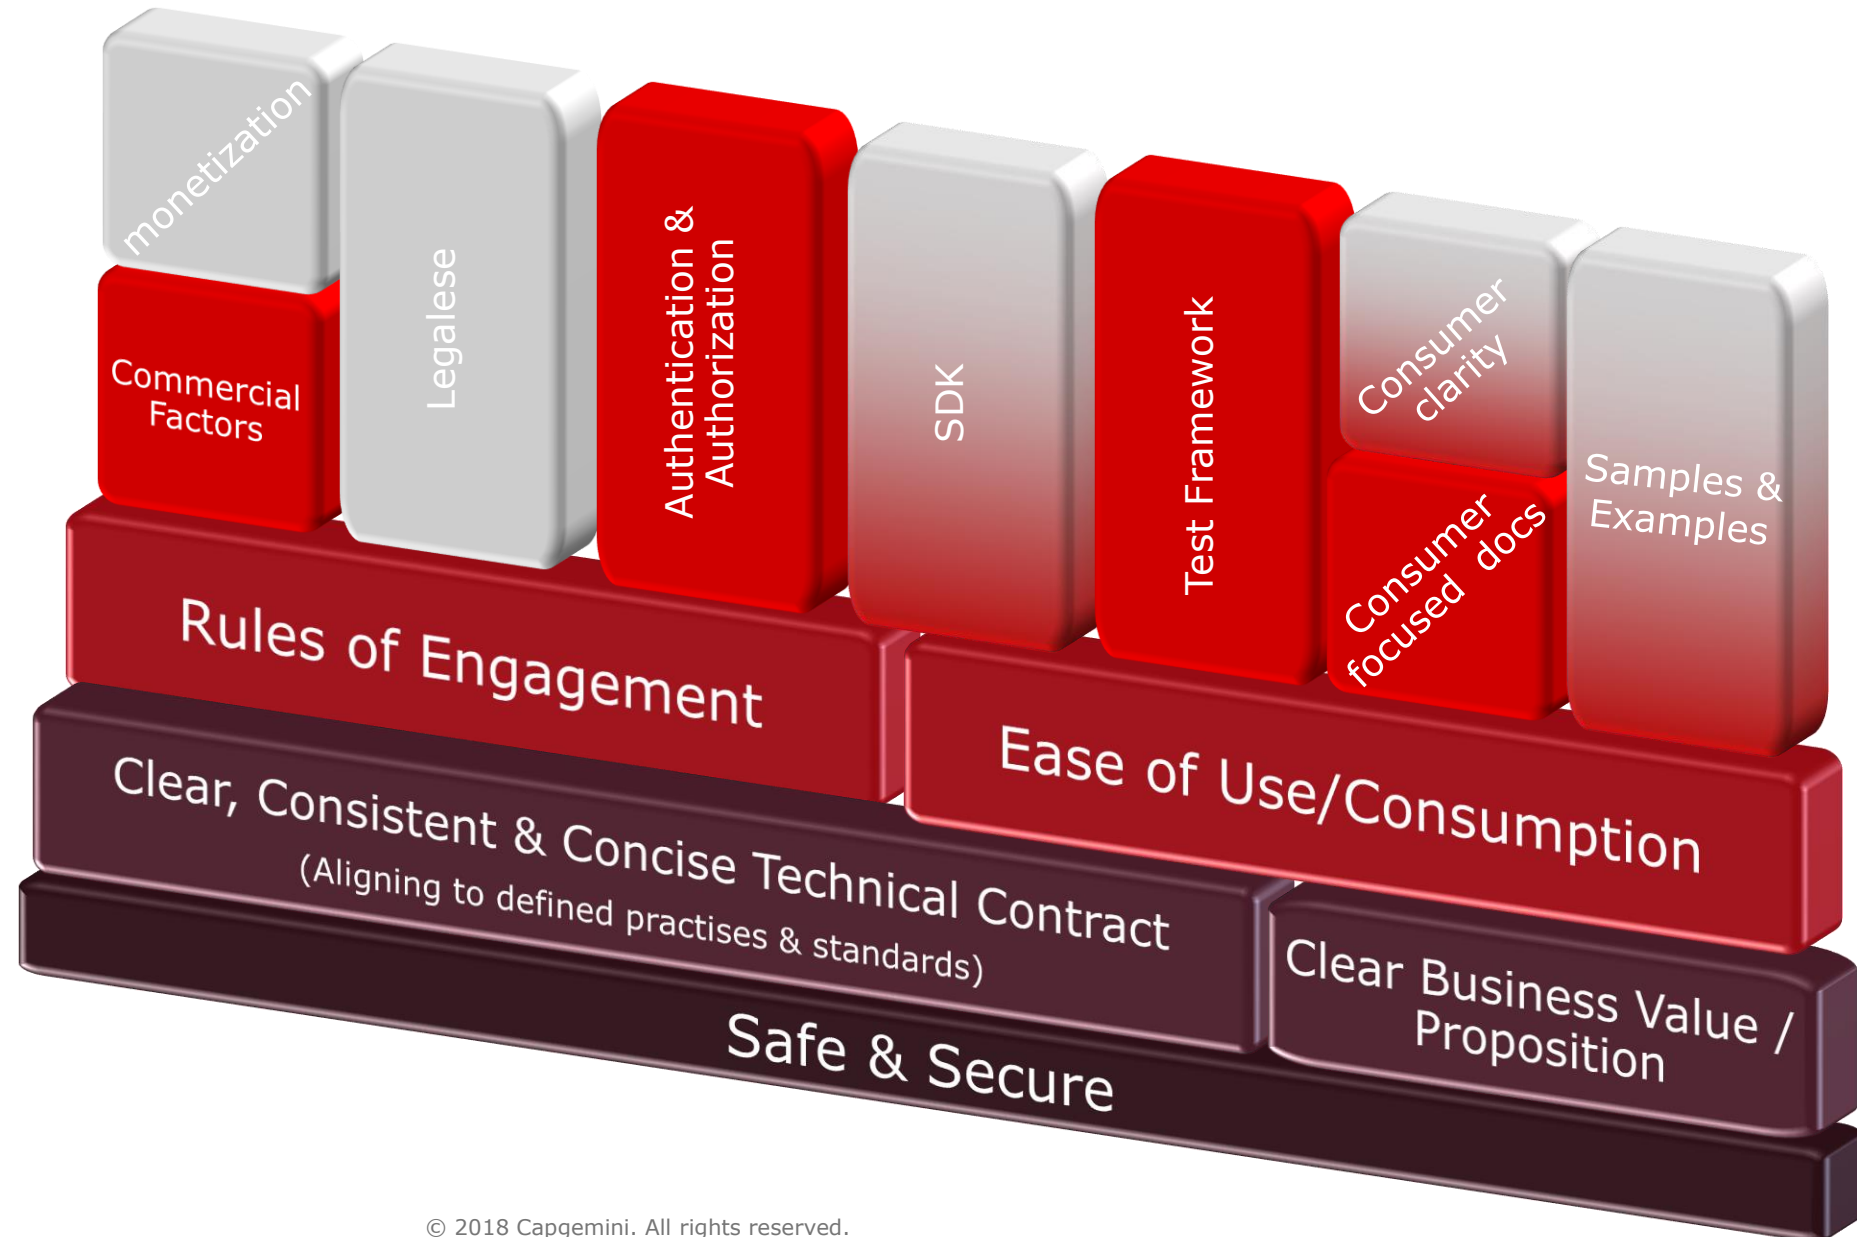 monetization
Commercial
Factors
Legalese
Authentication &
Authorization
SDK
Test Framework
Consumer
clarity
Consumer
focused docs
Samples &
Examples
Rules of Engagement
Ease of Use/Consumption
Clear, Consistent & Concise Technical Contract
(Aligning to defined practises & standards)
Clear Business Value /
Proposition
Safe & Secure
© 2018 Capgemini. All rights reserved.